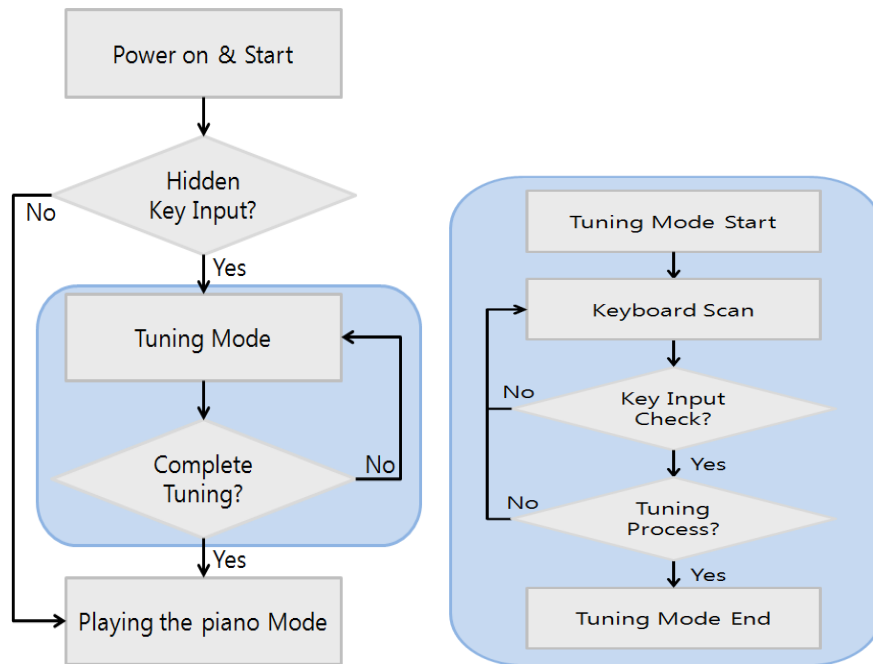 Power on & Start
Hidden
Key Input?
No
Yes
Tuning Mode
Complete
Tuning?
No
Yes
Playing the piano Mode
Tuning Mode Start
Keyboard Scan
No
Key Input
Check?
Yes
No
Tuning
Process?
Yes
Tuning Mode End